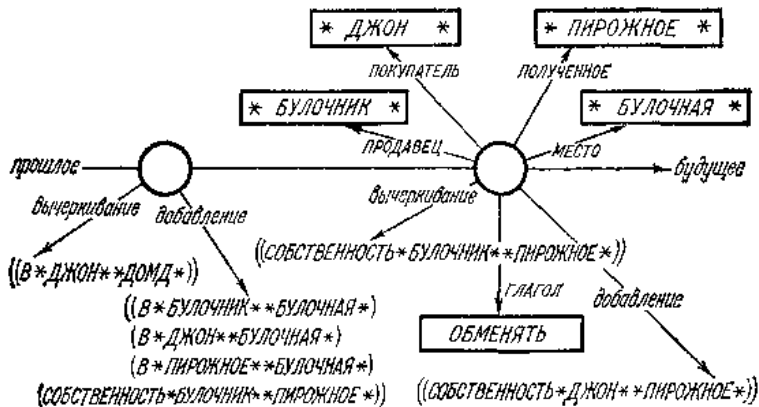 * ДЖОН *
* ПИРОЖНОЕ *
ПОКУПАТЕЛЬ
ПОЛУЧЕННОЕ
* БУЛОЧНИК *
* БУЛОЧНАЯ *
ПРОДАВЕЦ
МЕСТО
прошлое
будущее
вычеркивание
добавление
вычеркивание
((СОБСТВЕННОСТЬ*БУЛОЧНИК**ПИРОЖНОЕ*))
((В*ДЖОН**ДОМД*))
ГЛАГОЛ
добавление
((В*БУЛОЧНИК**БУЛОЧНАЯ*)
(В*ДЖОН**БУЛОЧНАЯ*)
ОБМЕНЯТЬ
(В*ПИРОЖНОЕ**БУЛОЧНАЯ*)
(СОБСТВЕННОСТЬ*БУЛОЧНИК**ПИРОЖНОЕ*))
((СОБСТВЕННОСТЬ*ДЖОН**ПИРОЖНОЕ*))